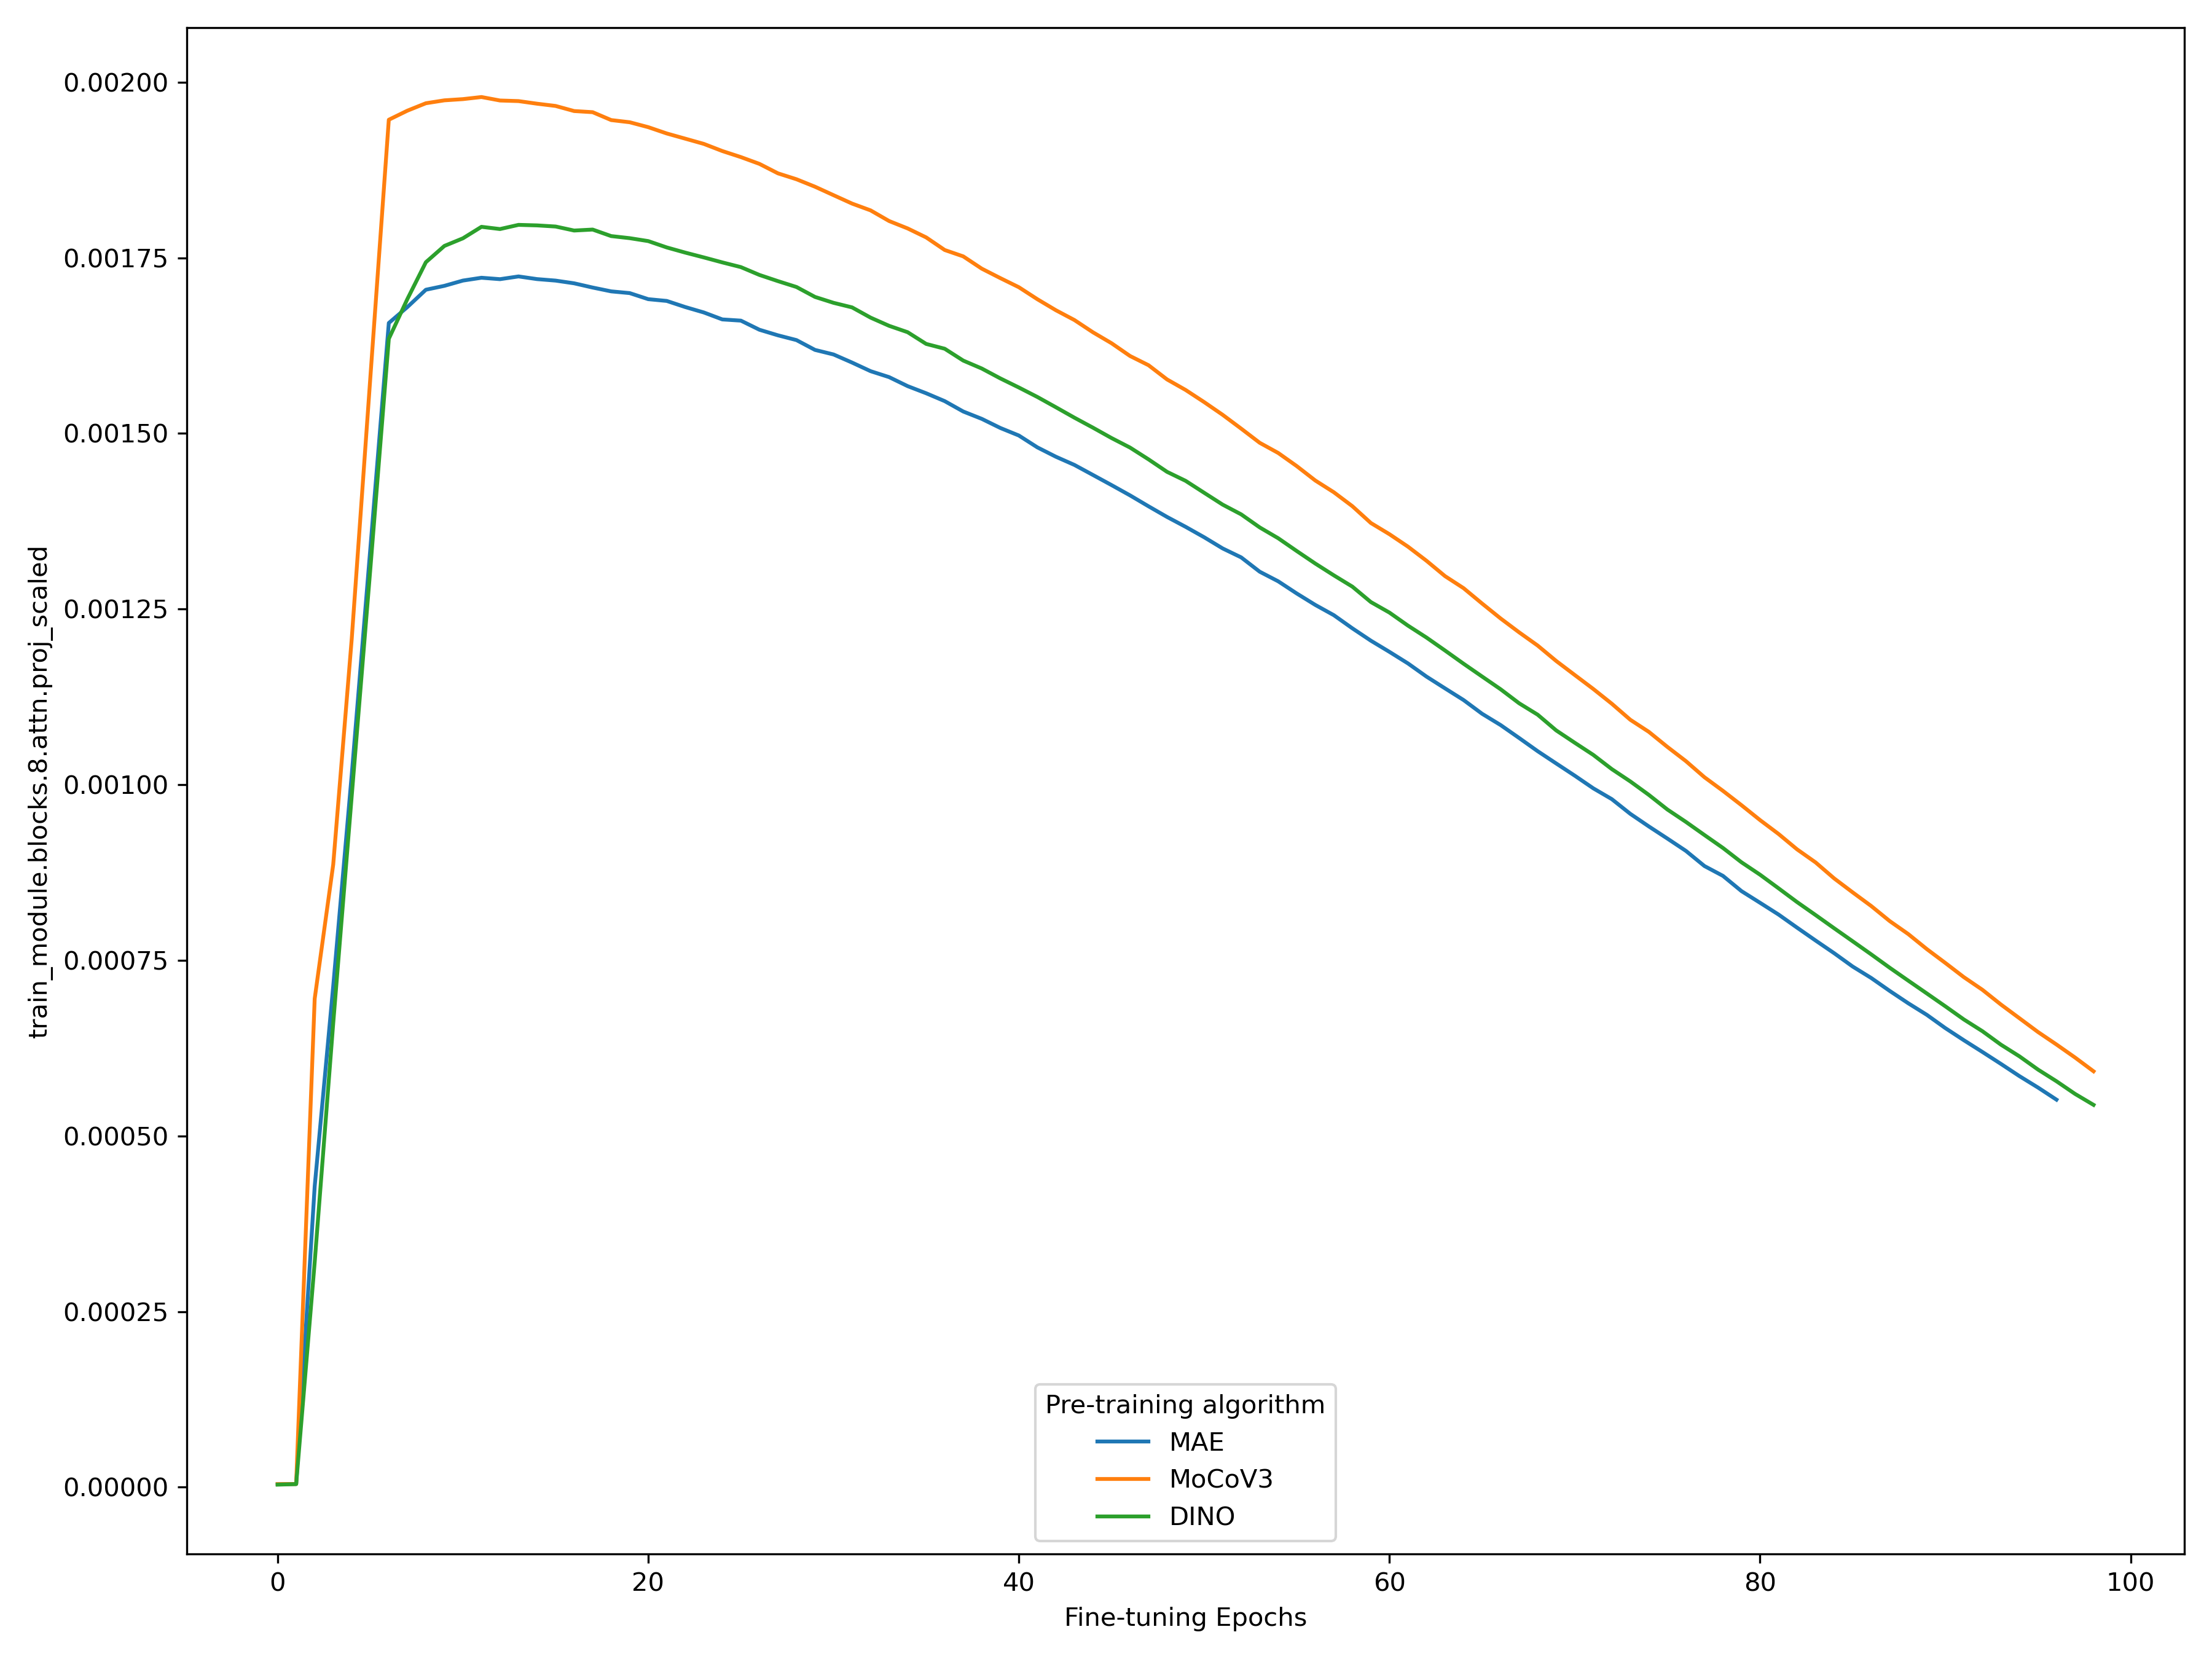 train_module.blocks.8.attn.proj_scaled
0.00200
0.00175
0.00150
0.00125
0.00100
0.00075
0.00050
0.00025
0.00000
Pre-training algorithm
MAE
MoCoV3
DINO
0 20 40 60 80 100
Fine-tuning Epochs